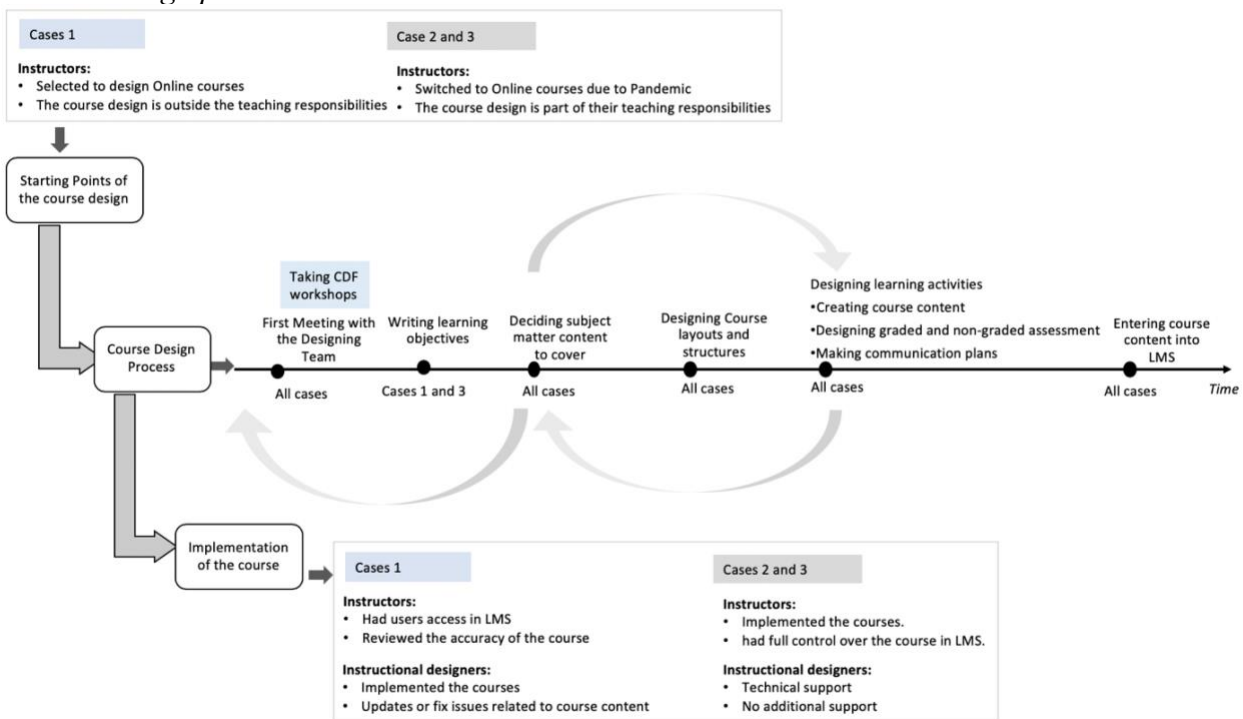 Cases 1
Instructors:
• Selected to design Online courses
• The course design is outside the teaching responsibilities
Case 2 and 3
Instructors:
• Switched to Online courses due to Pandemic
• The course design is part of their teaching responsibilities
Starting Points of
the course design
Course Design
Process
Taking CDF
workshops
First Meeting with
the Designing
Team
All cases
Writing learning
objectives
Cases 1 and 3
Deciding subject
matter content
to cover
All cases
Designing Course
layouts and
structures
All cases
Designing learning activities
•Creating course content
•Designing graded and non-graded assessment
•Making communication plans
All cases
Entering course
content into
LMS
All cases
Time
Implementation
of the course
Cases 1
Instructors:
• Had users access in LMS
• Reviewed the accuracy of the course
Instructional designers:
• Implemented the courses
• Updates or fix issues related to course content
Cases 2 and 3
Instructors:
• Implemented the courses.
• had full control over the course in LMS.
Instructional designers:
• Technical support
• No additional support